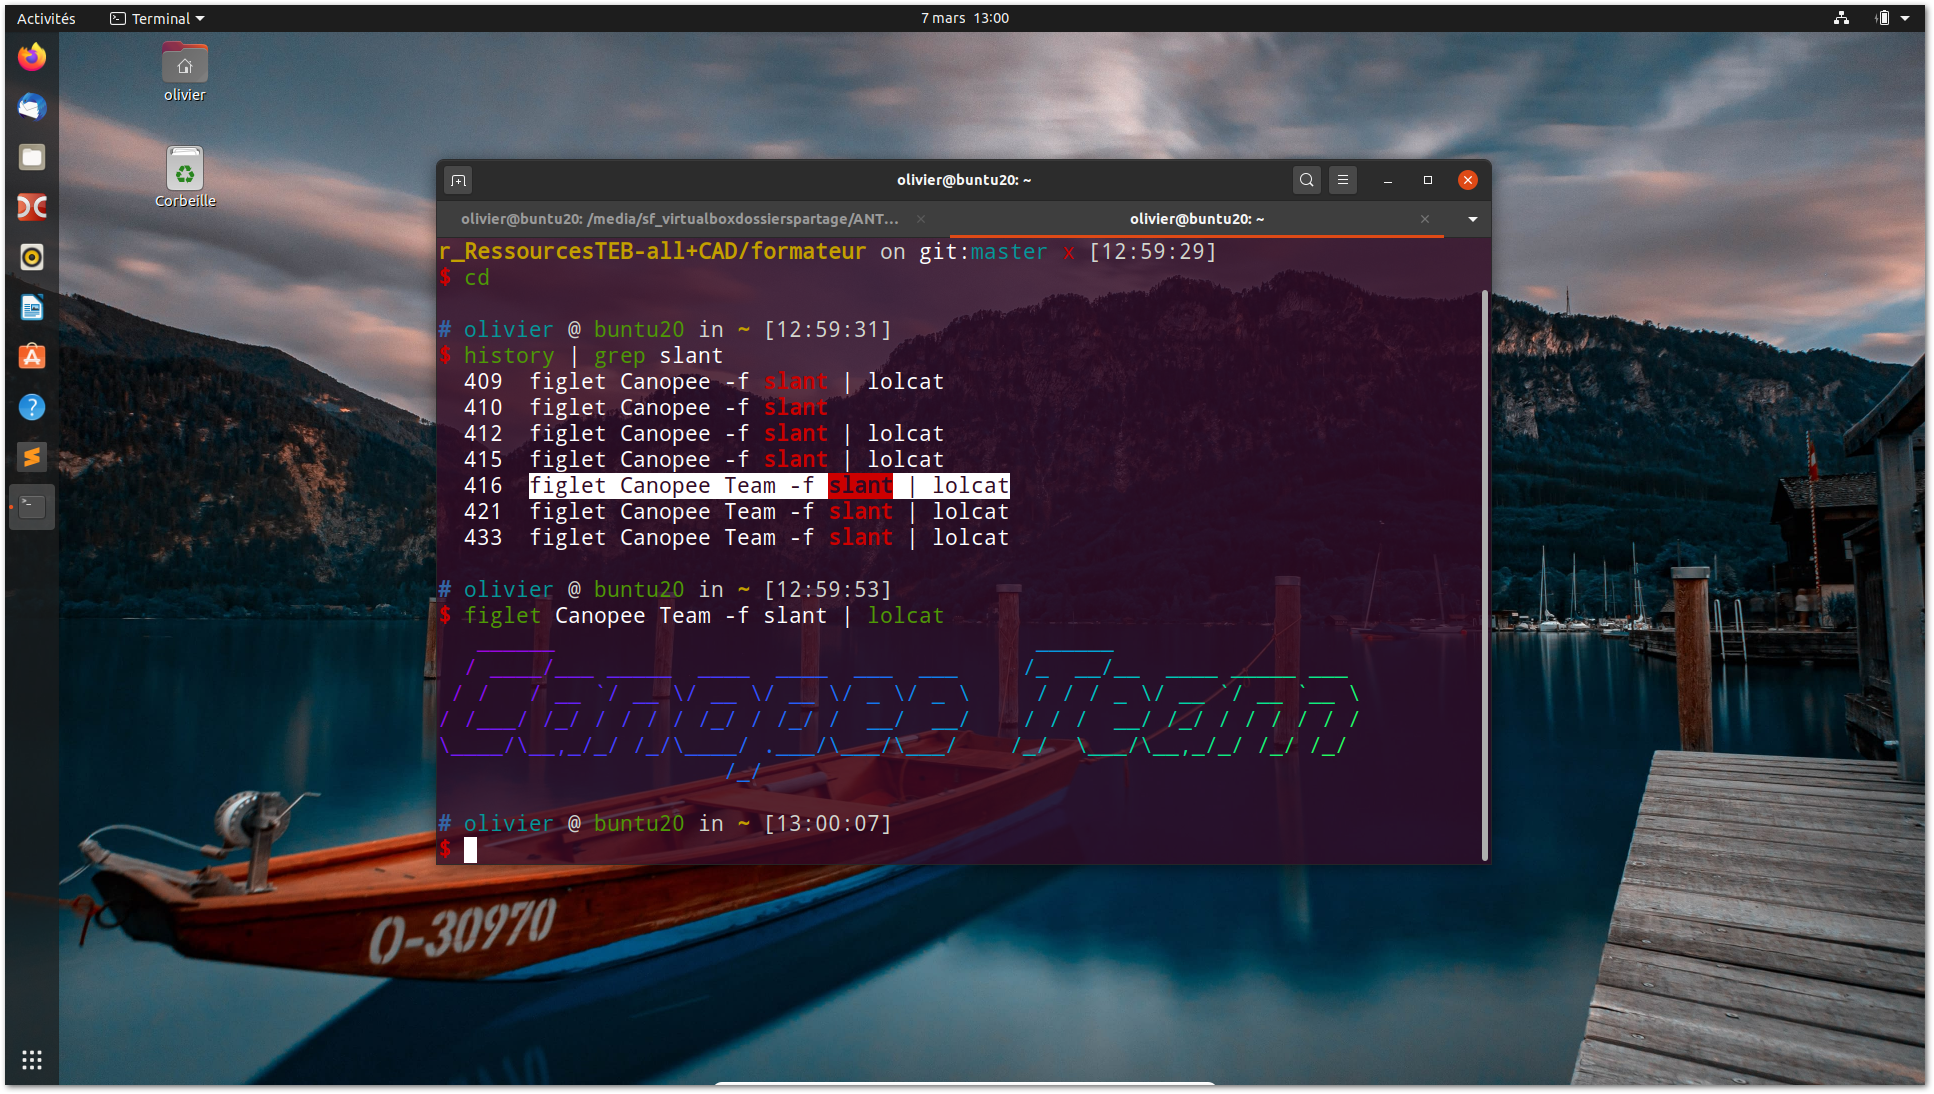 Activités
Terminal
7 mars 13:00
olivier
Corbeille
olivier@buntu20: ~
olivier@buntu20: /media/sf_virtualboxdossierspartage/ANT...
olivier@buntu20: ~
r_RessourcesTEB-all+CAD/formateur on git:master x [12:59:29]
$ cd
# olivier @ buntu20 in ~ [12:59:31]
$ history | grep slant
409 figlet Canopee -f slant | lolcat
410 figlet Canopee -f slant
412 figlet Canopee -f slant | lolcat
415 figlet Canopee -f slant | lolcat
416 figlet Canopee Team -f slant | lolcat
421 figlet Canopee Team -f slant | lolcat
433 figlet Canopee Team -f slant | lolcat
# olivier @ buntu20 in ~ [12:59:53]
$ figlet Canopee Team -f slant | lolcat
Canopee Team
# olivier @ buntu20 in ~ [13:00:07]
$
O-30970